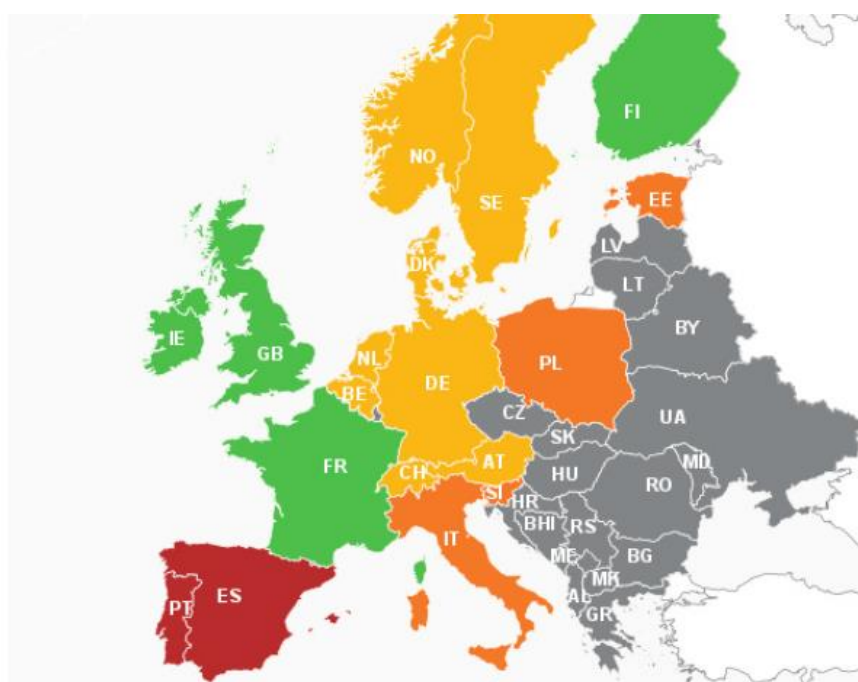 FI
NO
SE
EE
LV
LT
DK
BY
IE
GB
NL
DE
PL
BE
CZ
UA
SK
FR
CH
AT
HU
MD
RO
SI
HR
BHI
RS
IT
ME
BG
MK
AL
GR
PT
ES